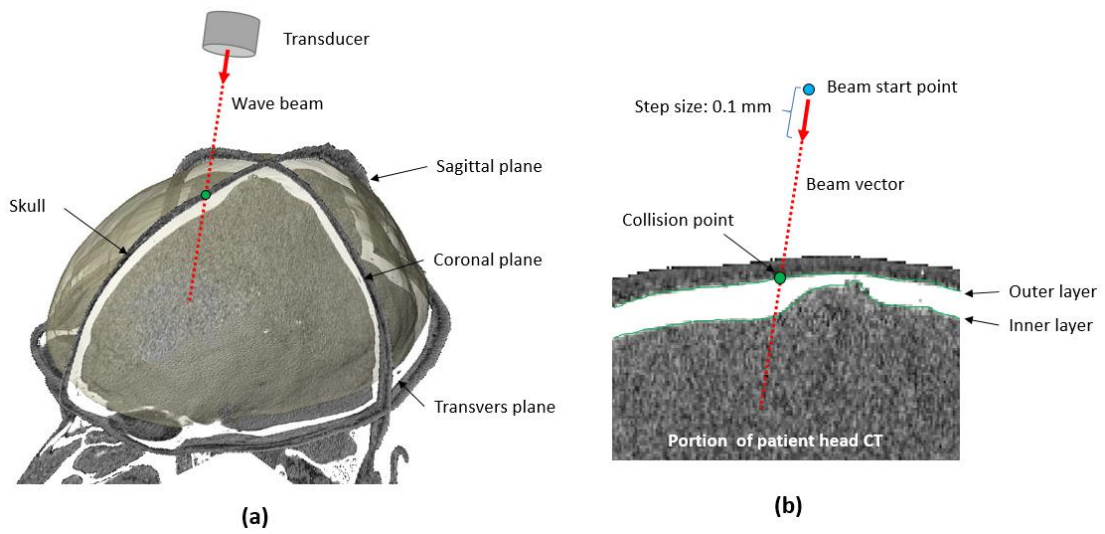 Transducer
Wave beam
Sagittal plane
Skull
Coronal plane
Transvers plane
(a)
Beam start point
Step size: 0.1 mm
Beam vector
Collision point
Outer layer
Inner layer
Portion of patient head CT
(b)